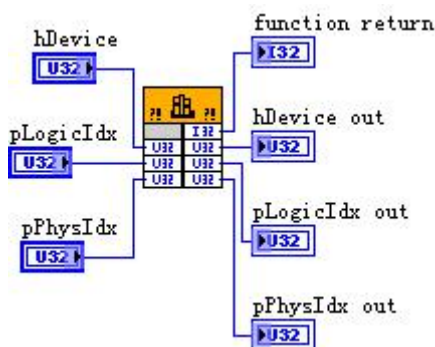 function return
hDevice
U32
I32
?! ?!
I32
hDevice out
U32 U32
U32
pLogicIdx
U32 U32
U32
U32 U32
pLogicIdx out
pPhysIdx
U32
U32
pPhysIdx out
U32